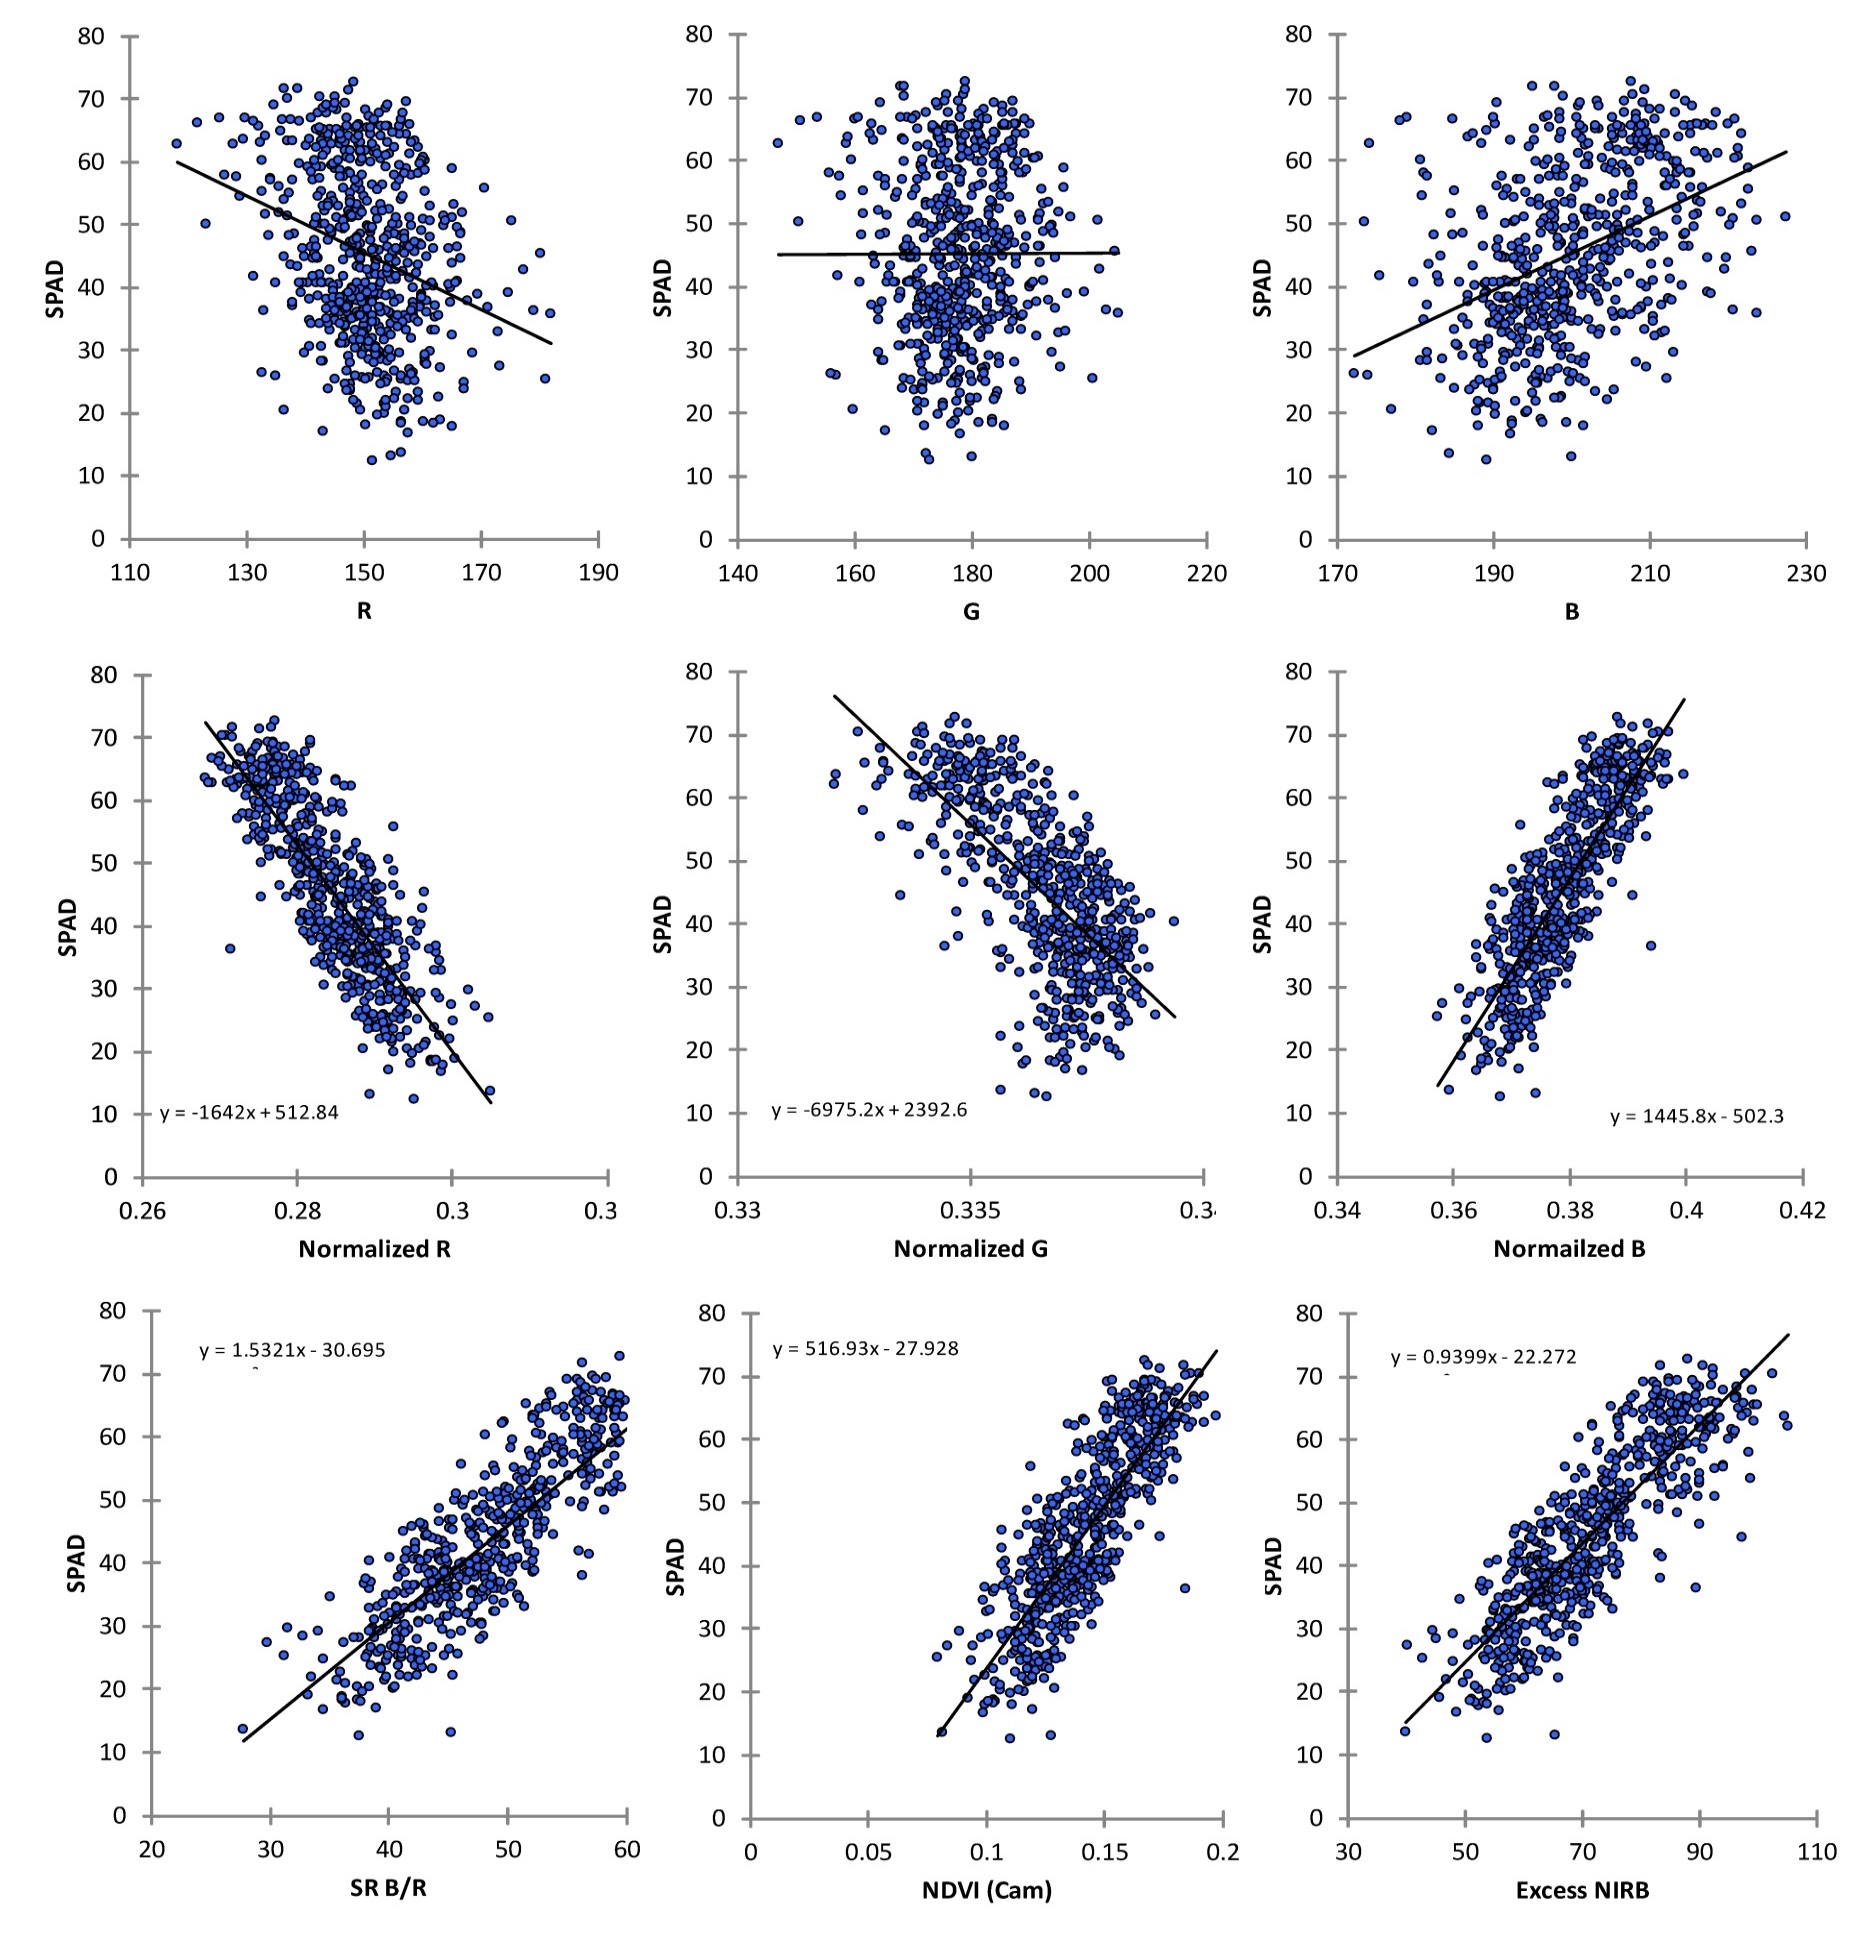 80
70
60
50
40
30
20
10
0
SPAD
110 130 150 170 190
R
80
70
60
50
40
30
20
10
0
SPAD
140 160 180 200 220
G
80
70
60
50
40
30
20
10
0
SPAD
170 190 210 230
B
80
70
60
50
40
30
20
10
0
SPAD
y = -1642x + 512.84
0.26 0.28 0.3 0.3
Normalized R
80
70
60
50
40
30
20
10
0
SPAD
y = -6975.2x + 2392.6
0.33 0.335 0.3
Normalized G
80
70
60
50
40
30
20
10
0
SPAD
y = 1445.8x - 502.3
0.34 0.36 0.38 0.4 0.42
Normailzed B
80
70
60
50
40
30
20
10
0
SPAD
y = 1.5321x - 30.695
20 30 40 50 60
SR B/R
80
70
60
50
40
30
20
10
0
SPAD
y = 516.93x - 27.928
0 0.05 0.1 0.15 0.2
NDVI (Cam)
80
70
60
50
40
30
20
10
0
SPAD
y = 0.9399x - 22.272
30 50 70 90 110
Excess NIRB